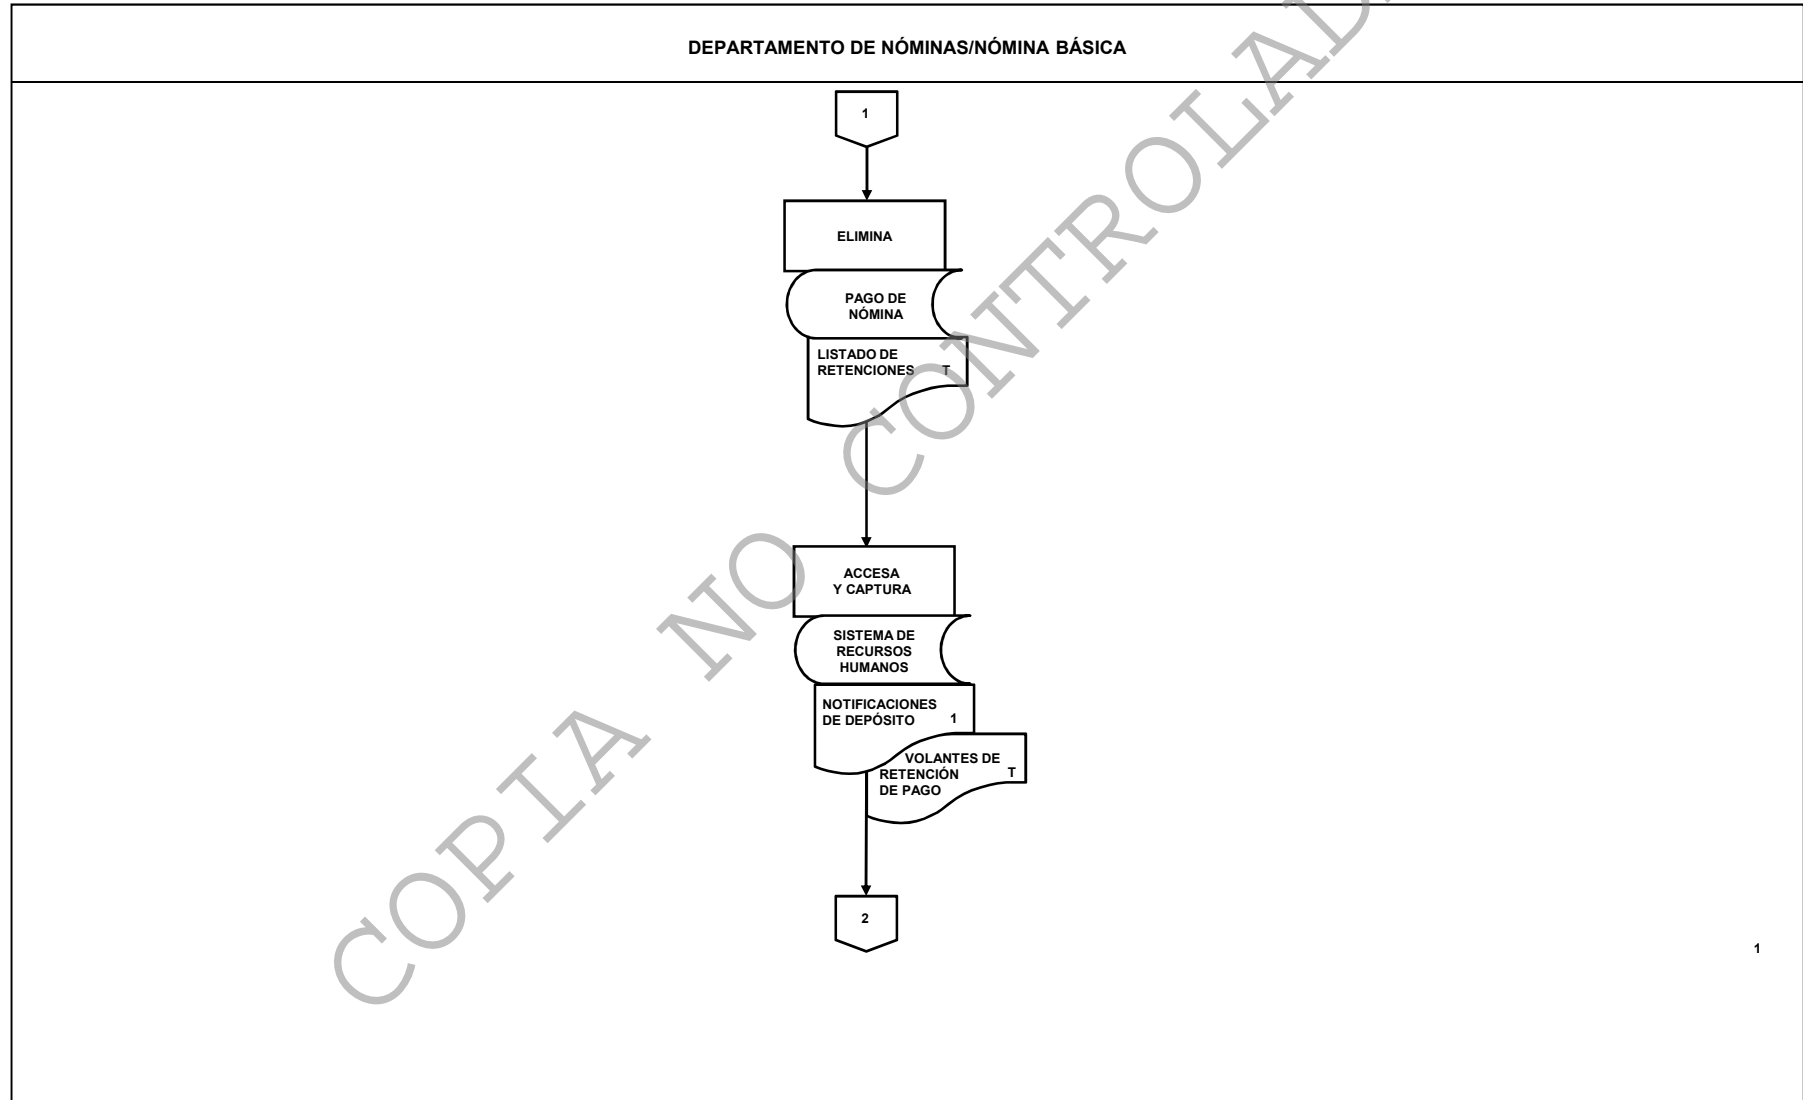 DEPARTAMENTO DE NÓMINAS/NÓMINA BÁSICA
1
ELIMINA
PAGO DE
NÓMINA
LISTADO DE
RETENCIONES T
ACCESA
Y CAPTURA
SISTEMA DE
RECURSOS
HUMANOS
NOTIFICACIONES
DE DEPÓSITO 1
VOLANTES DE
RETENCIÓN T
DE PAGO
2
1
COPIA NO CONTROLAD